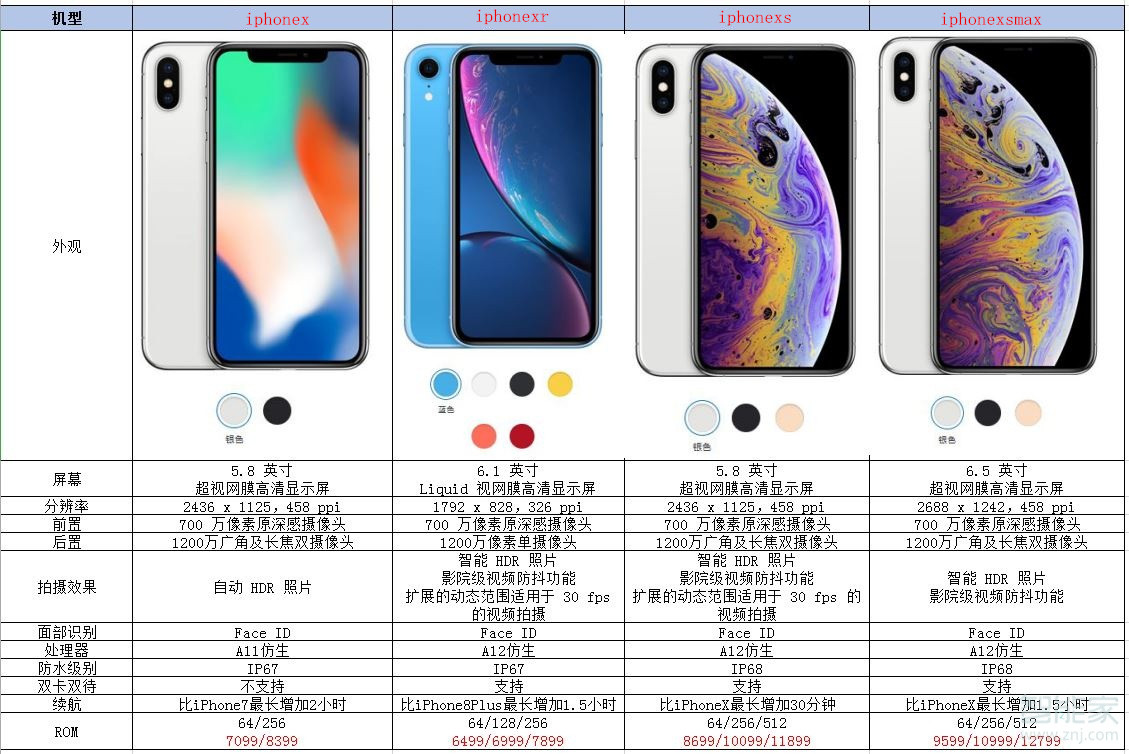 机型 iphonex iphonexr iphonexs iphonexsmax
外观
银色 蓝色 银色 银色
屏幕 5.8 英寸 6.1 英寸 5.8 英寸 6.5 英寸
超视网膜高清显示屏 Liquid 视网膜高清显示屏 超视网膜高清显示屏 超视网膜高清显示屏
分辨率 2436 x 1125，458 ppi 1792 x 828，326 ppi 2436 x 1125，458 ppi 2688 x 1242，458 ppi
前置 700 万像素原深感摄像头 700 万像素原深感摄像头 700 万像素原深感摄像头 700 万像素原深感摄像头
后置 1200万广角及长焦双摄像头 1200万像素单摄像头 1200万广角及长焦双摄像头 1200万广角及长焦双摄像头
拍摄效果 自动 HDR 照片
智能 HDR 照片
影院级视频防抖功能
扩展的动态范围适用于 30 fps
的视频拍摄
智能 HDR 照片
影院级视频防抖功能
扩展的动态范围适用于 30 fps 的
视频拍摄
智能 HDR 照片
影院级视频防抖功能
面部识别 Face ID Face ID Face ID Face ID
处理器 A11仿生 A12仿生 A12仿生 A12仿生
防水级别 IP67 IP67 IP68 IP68
双卡双待 不支持 支持 支持 支持
续航 比iPhone7最长增加2小时 比iPhone8Plus最长增加1.5小时 比iPhoneX最长增加30分钟 比iPhoneX最长增加1.5小时
ROM 64/256 64/128/256 64/256/512 64/256/512
7099/8399 6499/6999/7899 8699/10099/11899 9599/10999/12799
智能家
www.znj.com